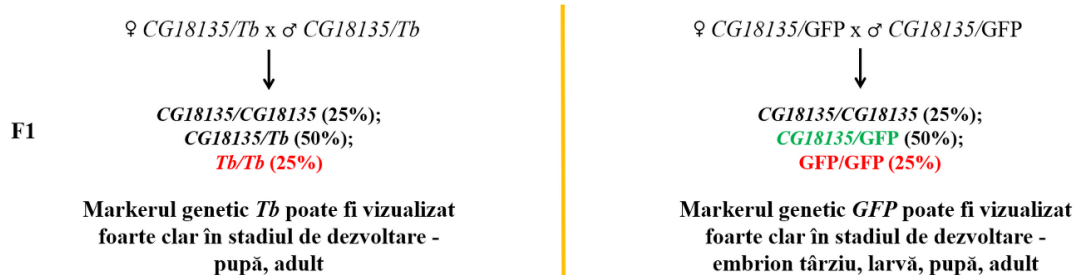 ♀ CG18135/Tb x ♂ CG18135/Tb
F1
CG18135/CG18135 (25%);
CG18135/Tb (50%);
Tb/Tb (25%)
Markerul genetic Tb poate fi vizualizat
foarte clar în stadiul de dezvoltare -
pupă, adult
♀ CG18135/GFP x ♂ CG18135/GFP
CG18135/CG18135 (25%);
CG18135/GFP (50%);
GFP/GFP (25%)
Markerul genetic GFP poate fi vizualizat
foarte clar în stadiul de dezvoltare -
embrion târziu, larvă, pupă, adult